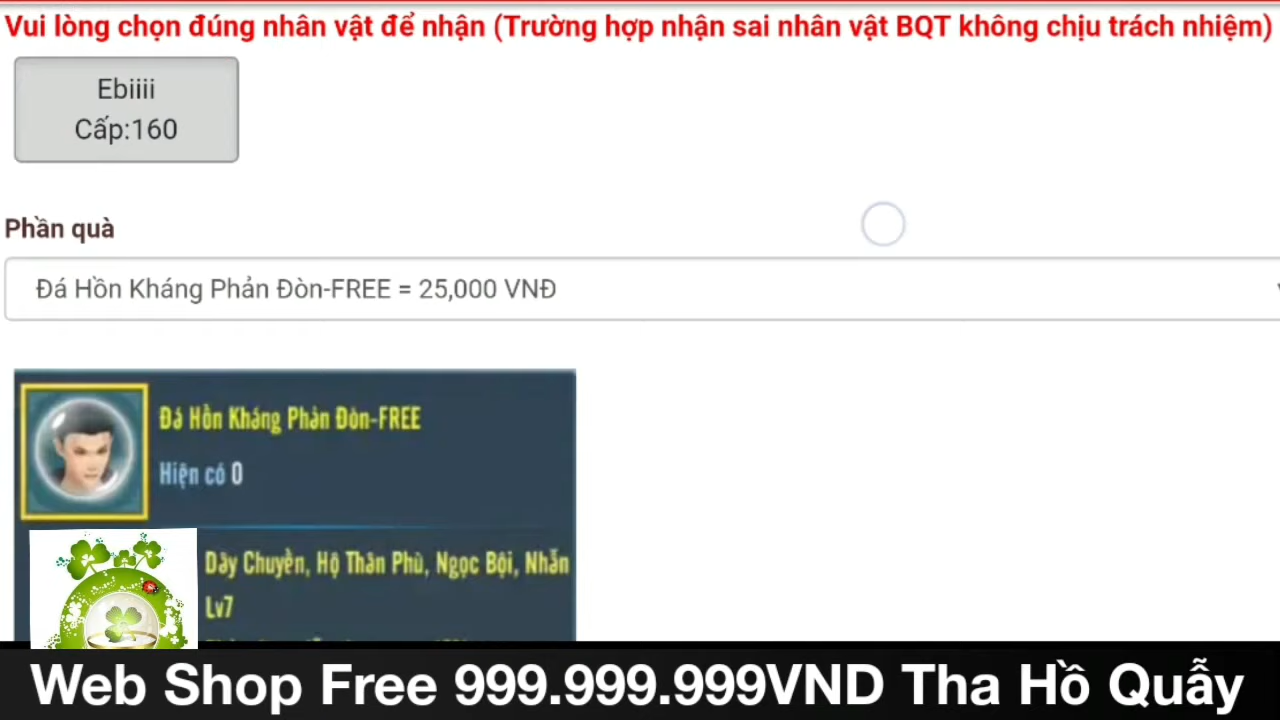 Vui lòng chọn đúng nhân vật để nhận (Trường hợp nhận sai nhân vật BQT không chịu trách nhiệm)
Ebiiii
Cấp:160
Phần quà
Đá Hồn Kháng Phản Đòn-FREE = 25,000 VNĐ
Đá Hồn Kháng Phản Đòn-FREE
Hiện có 0
Dây Chuyền, Hộ Thân Phù, Ngọc Bội, Nhẫn
Lv7
Web Shop Free 999.999.999VND Tha Hồ Quẫy